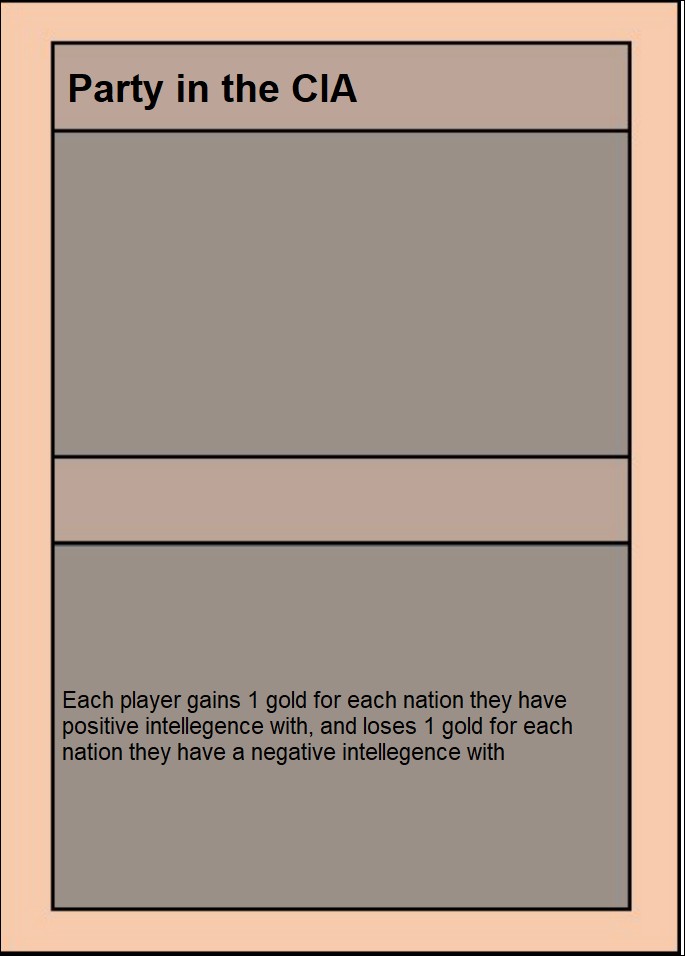 Party in the CIA
Each player gains 1 gold for each nation they have
positive intellegence with, and loses 1 gold for each
nation they have a negative intellegence with